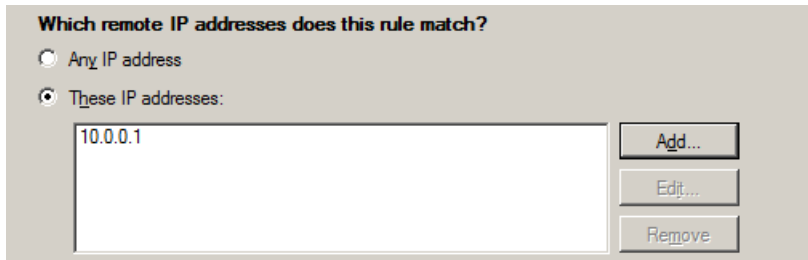 Which remote IP addresses does this rule match?
Any IP address
These IP addresses:
10.0.0.1
Add...
Edit...
Remove